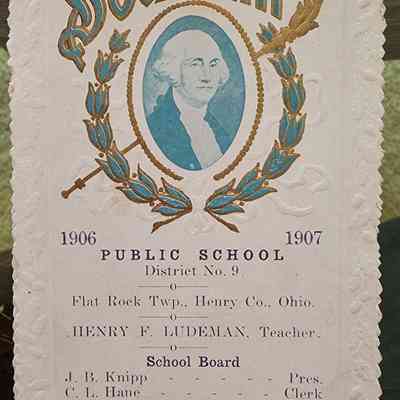 Souvenir
1906 1907
PUBLIC SCHOOL
District No. 9
Flat Rock Twp., Henry Co., Ohio.
HENRY F. LUDEMAN, Teacher.
School Board
J. B. Knipp - - - - - Pres.
C. L. Hane - - - - - Clerk